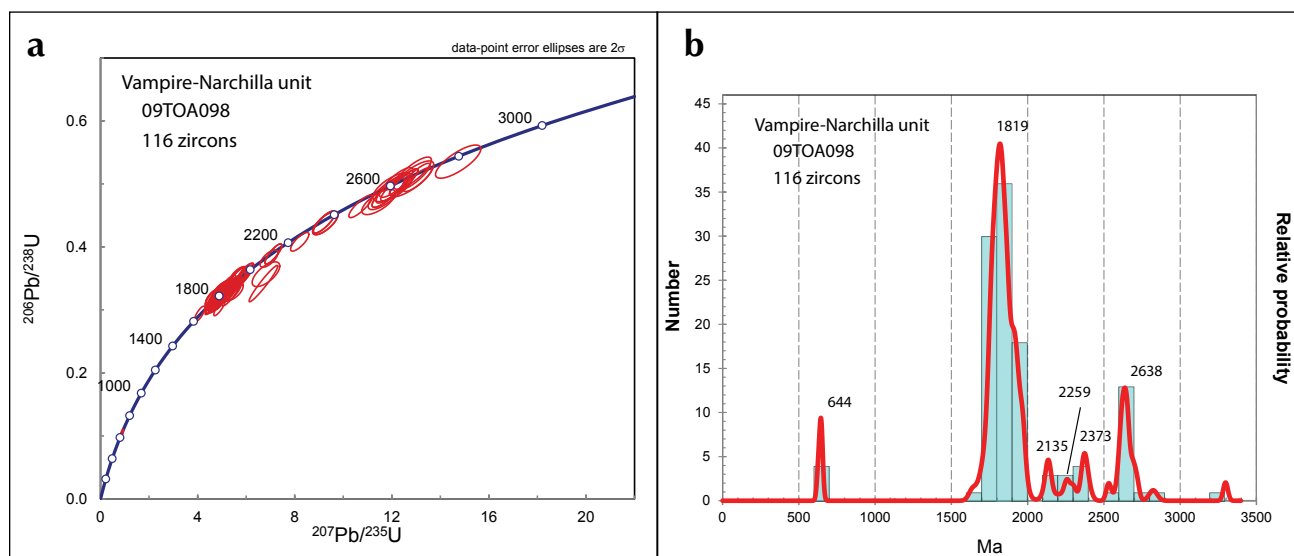 a
data-point error ellipses are 2σ
Vampire-Narchilla unit
09TOA098
116 zircons
3000
2600
2200
1800
1400
1000
0.6
0.4
0.2
0.0
0
4
8
12
16
20
206Pb/238U
207Pb/235U
b
Vampire-Narchilla unit
09TOA098
116 zircons
45
40
35
30
25
20
15
10
5
0
Number
Relative probability
644
1819
2135
2259
2373
2638
0
500
1000
1500
2000
2500
3000
3500
Ma